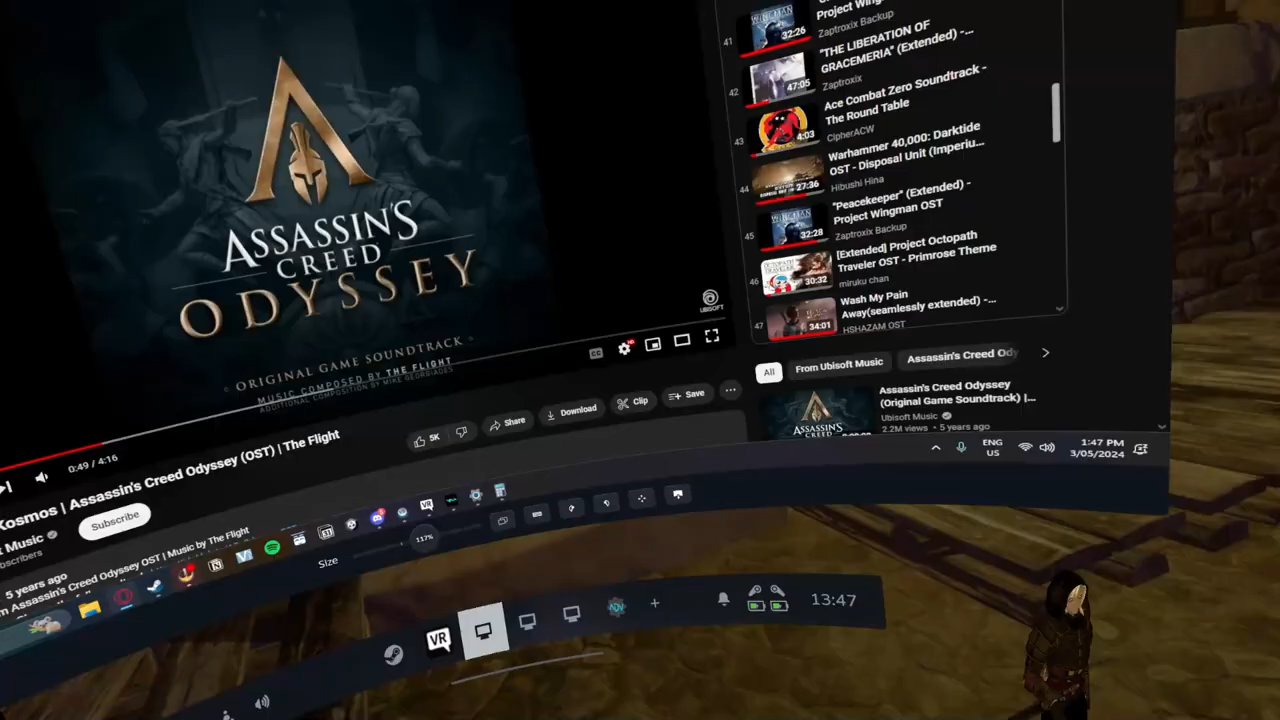 ASSASSIN'S
CREED
ODYSSEY
ORIGINAL GAME SOUNDTRACK
MUSIC COMPOSED BY THE FLIGHT
ADDITIONAL COMPOSITION BY MIKE GEORGIADES
UBISOFT
CC
0:49 / 4:16
Kosmos | Assassin's Creed Odyssey (OST) | The Flight
Music
Subscribe
5K
Share
Download
Clip
Save
5 years ago
Assassin's Creed Odyssey OST | Music by The Flight
41
32:26
Project Wingman
Zaptroxix Backup
42
47:05
"THE LIBERATION OF
GRACEMERIA" (Extended) -...
Zaptroxix
43
4:03
Ace Combat Zero Soundtrack -
The Round Table
CipherACW
44
27:36
Warhammer 40,000: Darktide
OST - Disposal Unit (Imperiu...
Hibushi Hina
45
32:28
"Peacekeeper" (Extended) -
Project Wingman OST
Zaptroxix Backup
46
30:32
[Extended] Project Octopath
Traveler OST - Primrose Theme
miruku chan
47
34:01
Wash My Pain
Away(seamlessly extended) -...
HSHAZAM OST
All
From Ubisoft Music
Assassin's Creed Ody
Assassin's Creed Odyssey
(Original Game Soundtrack) |...
Ubisoft Music
2.2M views • 5 years ago
ENG
US
1:47 PM
3/05/2024
Size
117%
VR
13:47